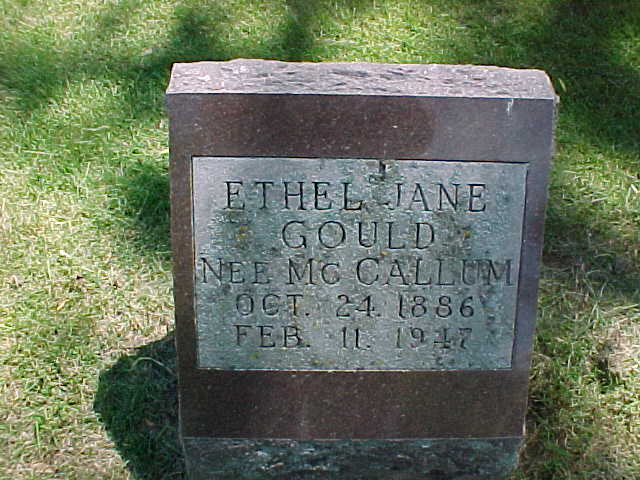 ETHEL JANE
GOULD
NEE MC CALLUM
OCT. 24. 1886
FEB. 11. 1947